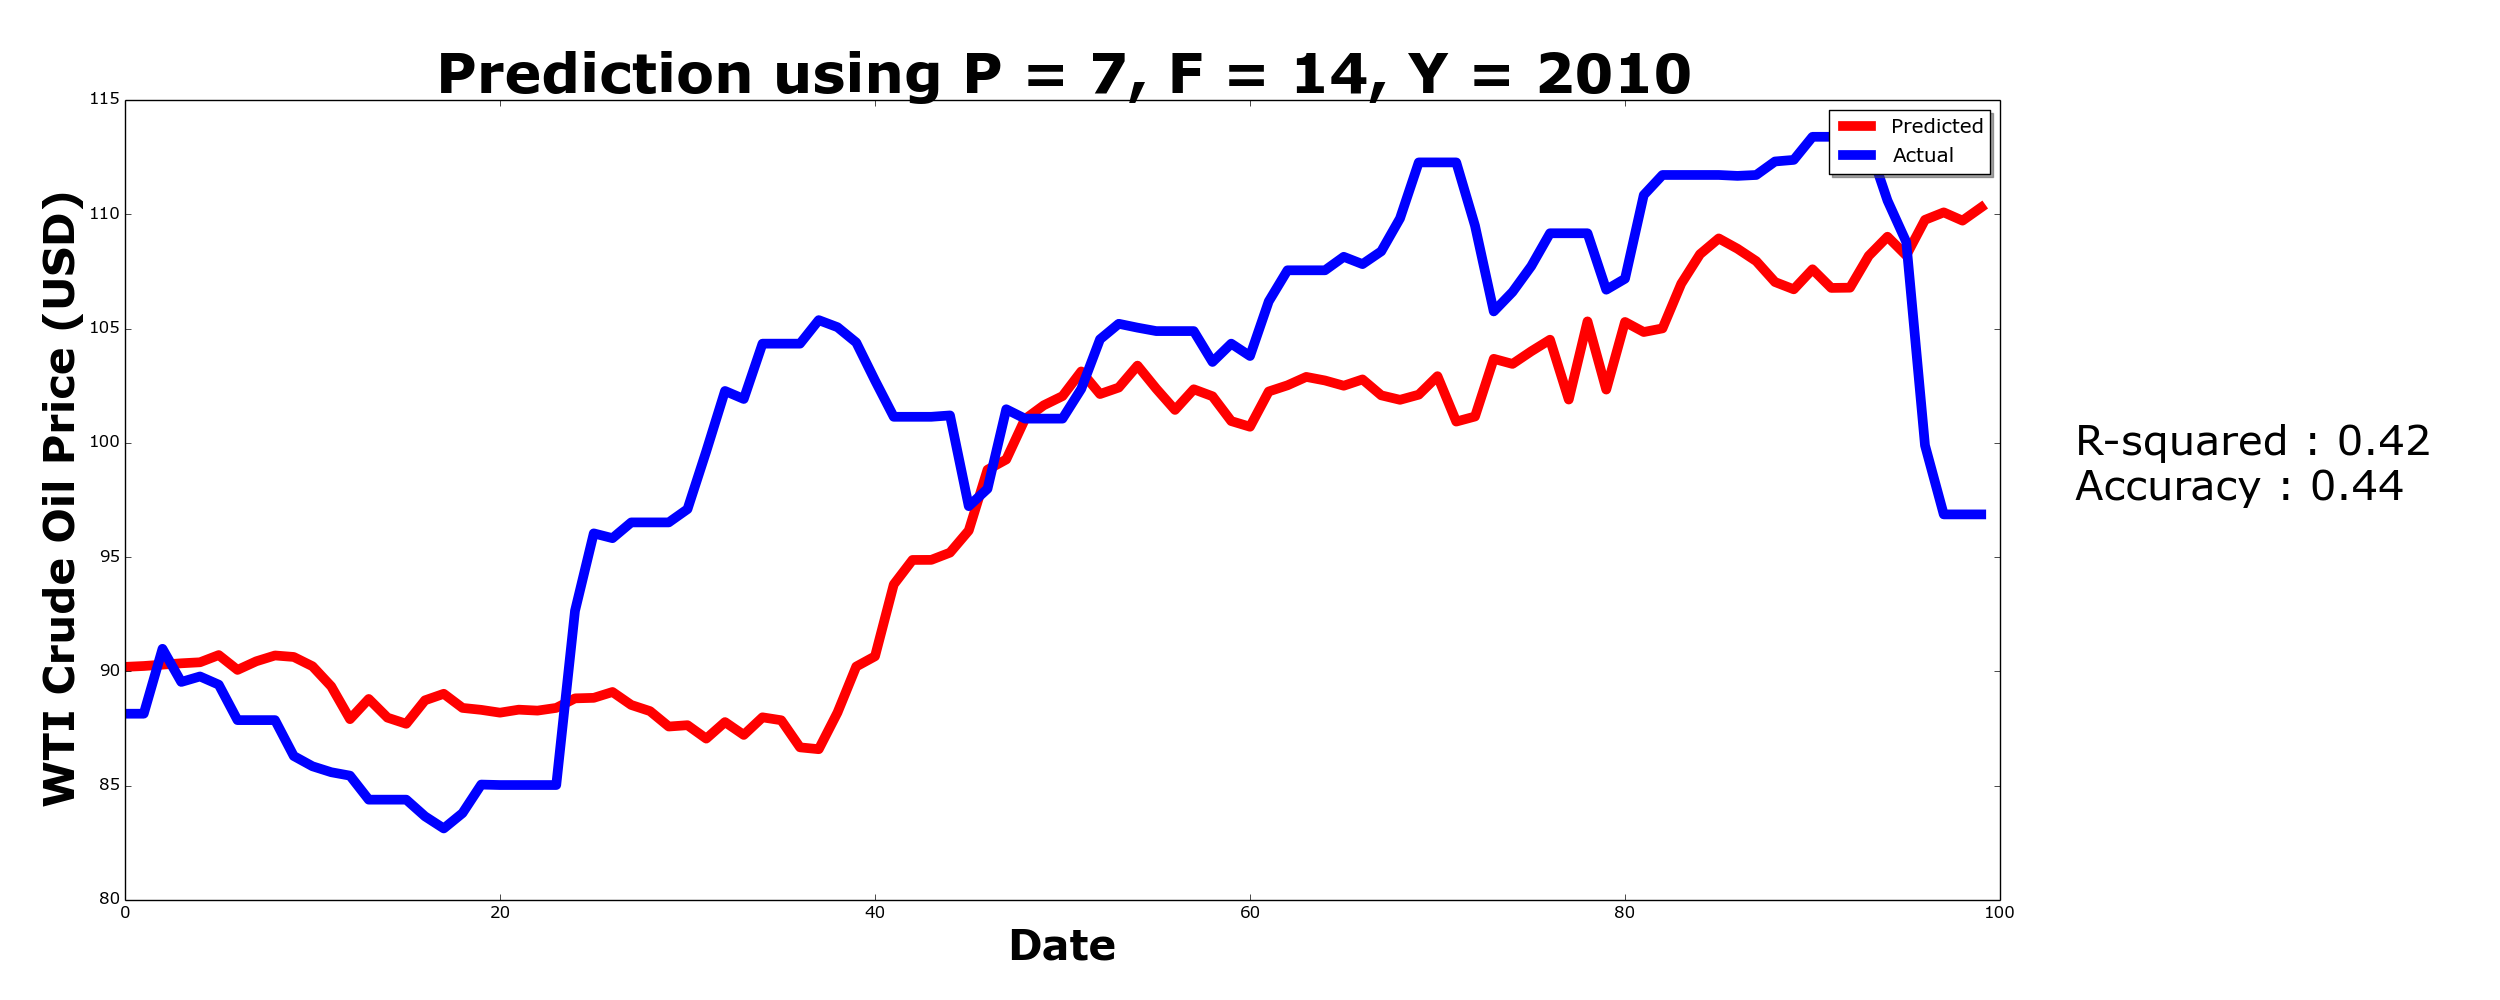 Prediction using P = 7, F = 14, Y = 2010
WTI Crude Oil Price (USD)
115
110
105
100
95
90
85
80
0 20 40 60 80 100
Date
Predicted
Actual
R-squared : 0.42
Accuracy : 0.44